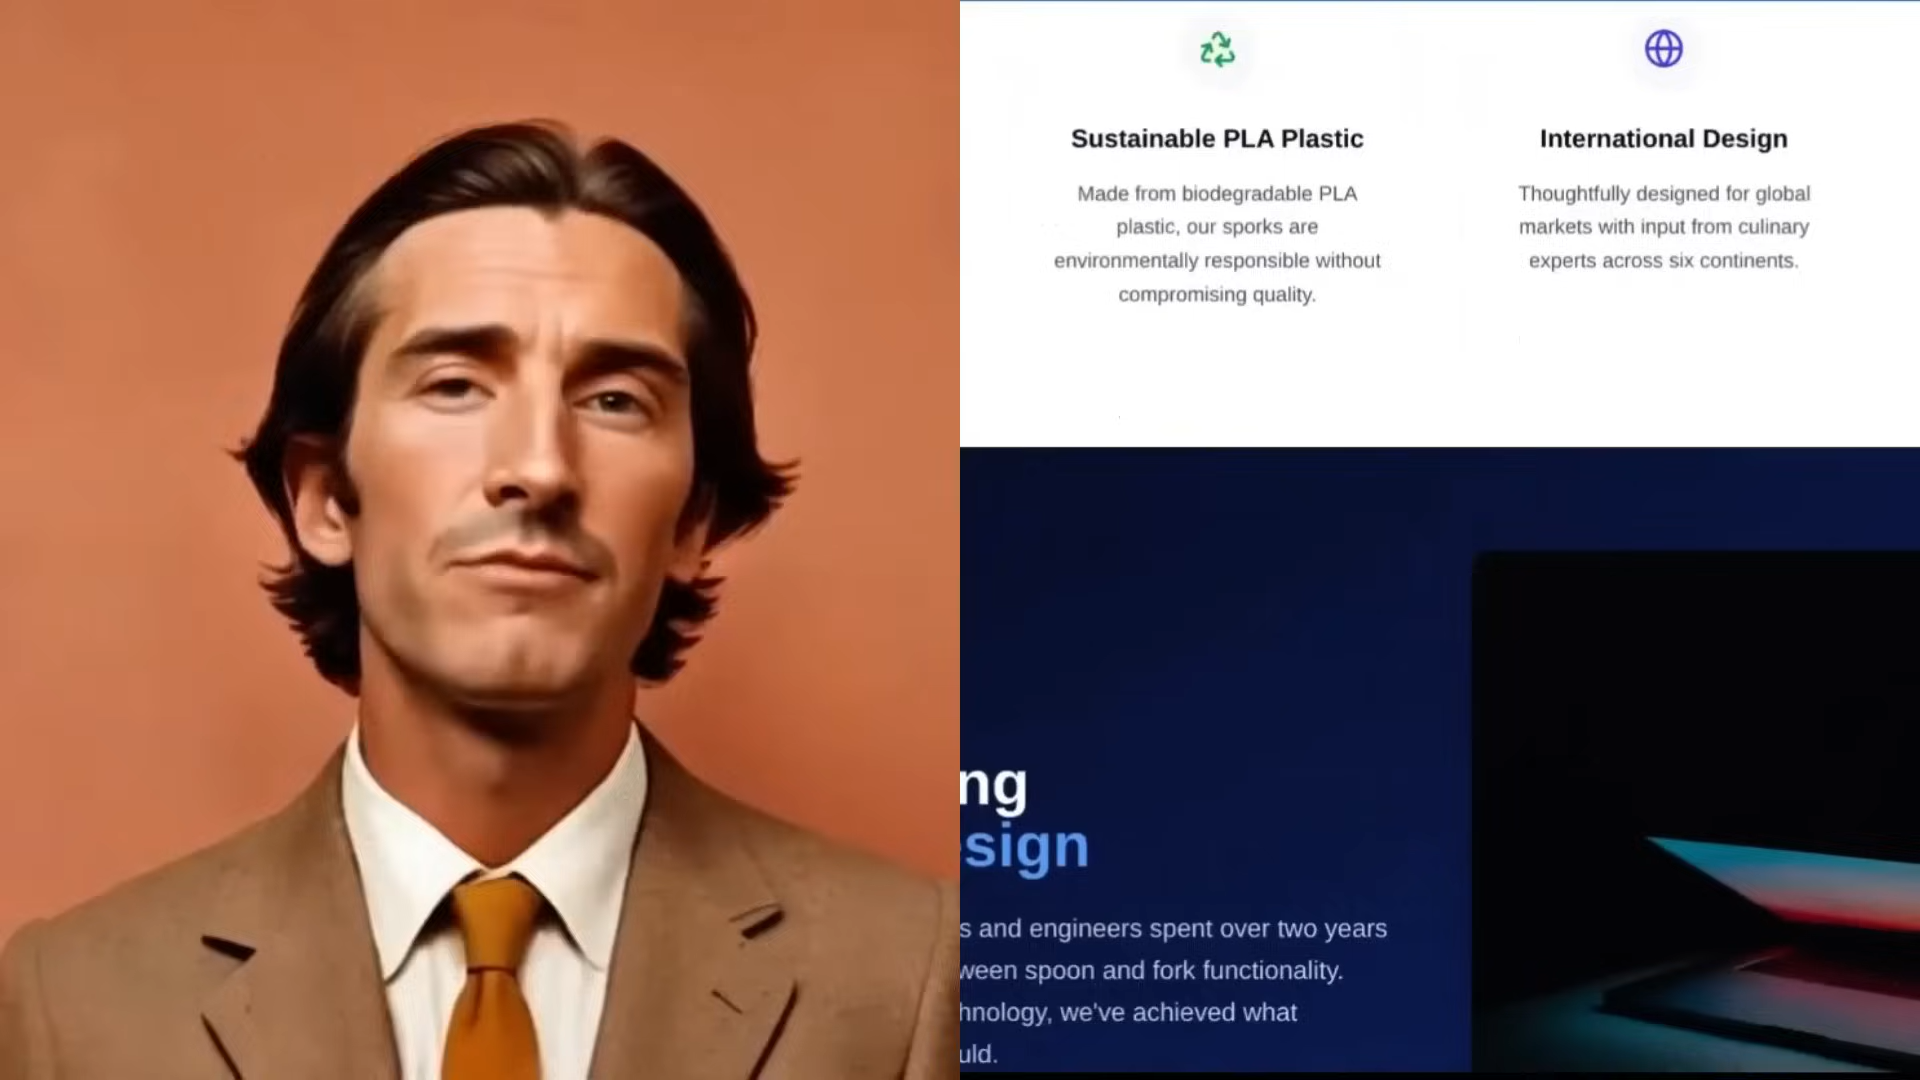 Sustainable PLA Plastic
Made from biodegradable PLA
plastic, our sporks are
environmentally responsible without
compromising quality.
International Design
Thoughtfully designed for global
markets with input from culinary
experts across six continents.
ng
sign
s and engineers spent over two years
ween spoon and fork functionality.
hnology, we've achieved what
uld.